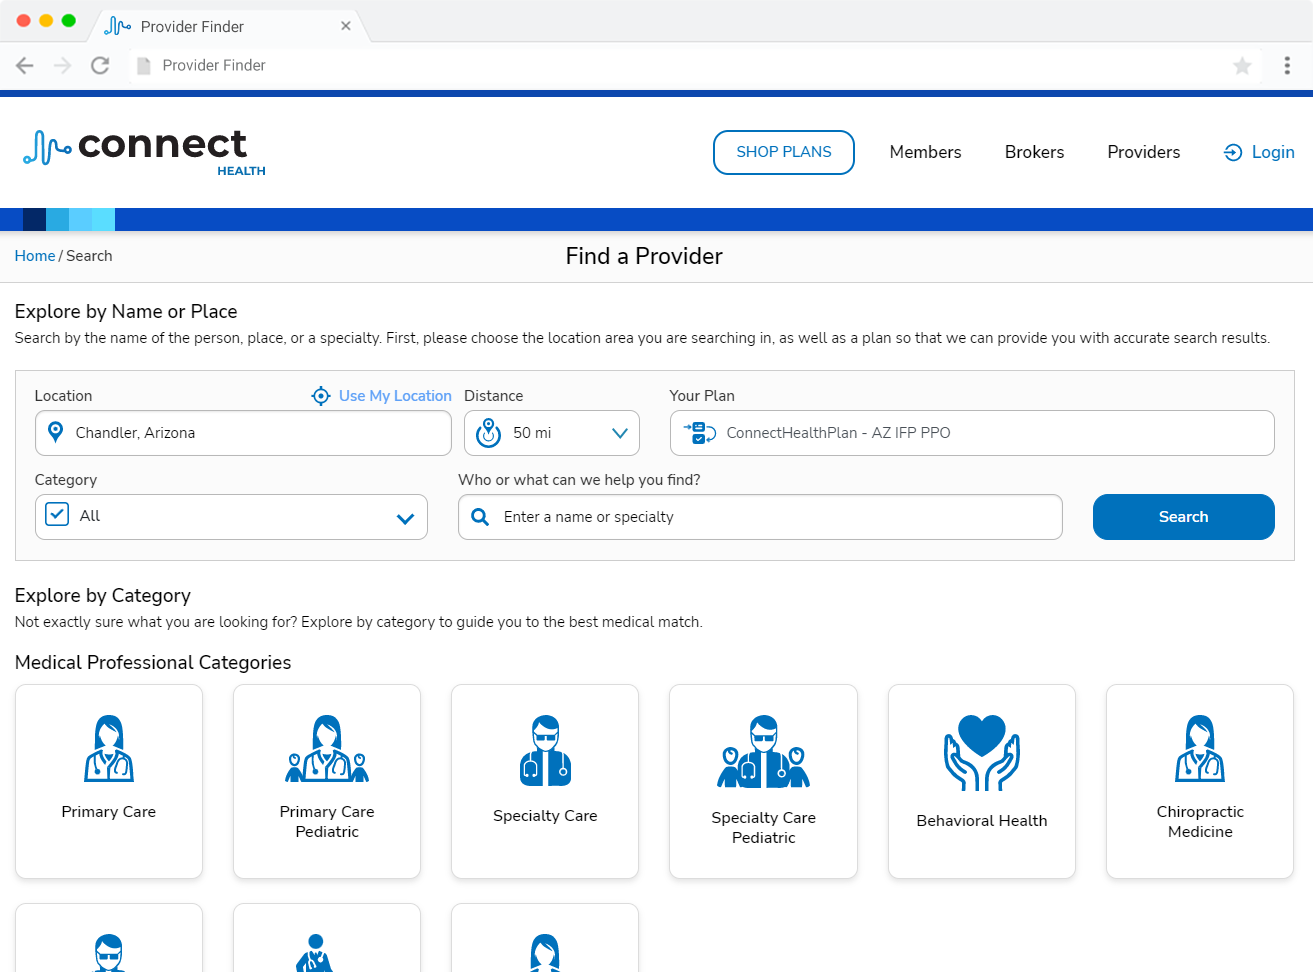 Provider Finder
Provider Finder
connect
HEALTH
SHOP PLANS
Members
Brokers
Providers
Login
Home / Search
Find a Provider
Explore by Name or Place
Search by the name of the person, place, or a specialty. First, please choose the location area you are searching in, as well as a plan so that we can provide you with accurate search results.
Location
Use My Location
Distance
Your Plan
Chandler, Arizona
50 mi
ConnectHealthPlan - AZ IFP PPO
Category
Who or what can we help you find?
All
Enter a name or specialty
Search
Explore by Category
Not exactly sure what you are looking for? Explore by category to guide you to the best medical match.
Medical Professional Categories
Primary Care
Primary Care
Pediatric
Specialty Care
Specialty Care
Pediatric
Behavioral Health
Chiropractic
Medicine